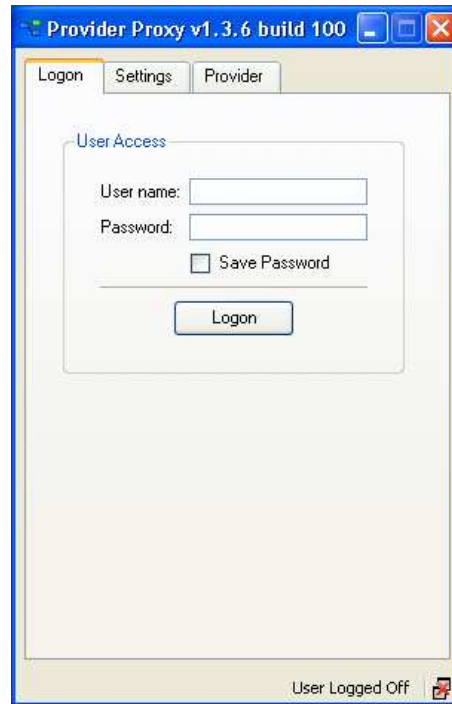 Provider Proxy v1.3.6 build 100
Logon Settings Provider
User Access
User name:
Password:
Save Password
Logon
User Logged Off